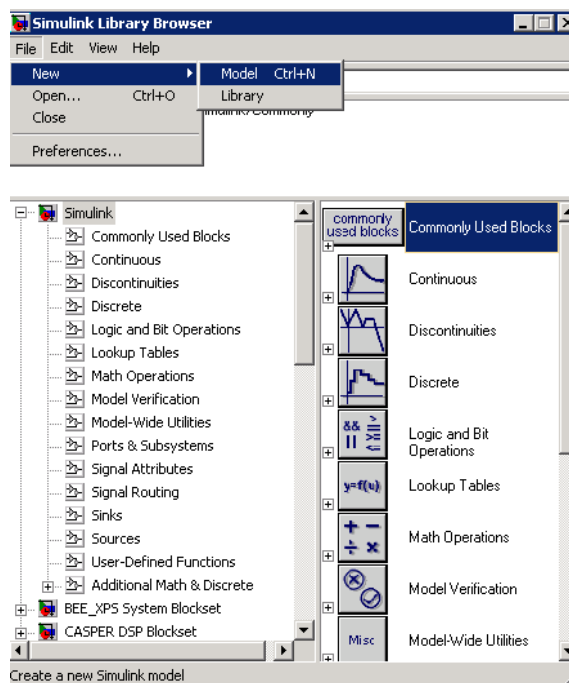 Simulink Library Browser
File Edit View Help
New Model Ctrl+N
Open... Ctrl+O Library
Close
Preferences...
Simulink
Commonly Used Blocks
Continuous
Discontinuities
Discrete
Logic and Bit Operations
Lookup Tables
Math Operations
Model Verification
Model-Wide Utilities
Ports & Subsystems
Signal Attributes
Signal Routing
Sinks
Sources
User-Defined Functions
Additional Math & Discrete
BEE_XPS System Blockset
CASPER DSP Blockset
commonly
used blocks
Commonly Used Blocks
Continuous
Discontinuities
Discrete
&& >
|| >= <=
Logic and Bit
Operations
y=f(u)
Lookup Tables
+ −
÷ ×
Math Operations
Model Verification
Misc
Model-Wide Utilities
Create a new Simulink model